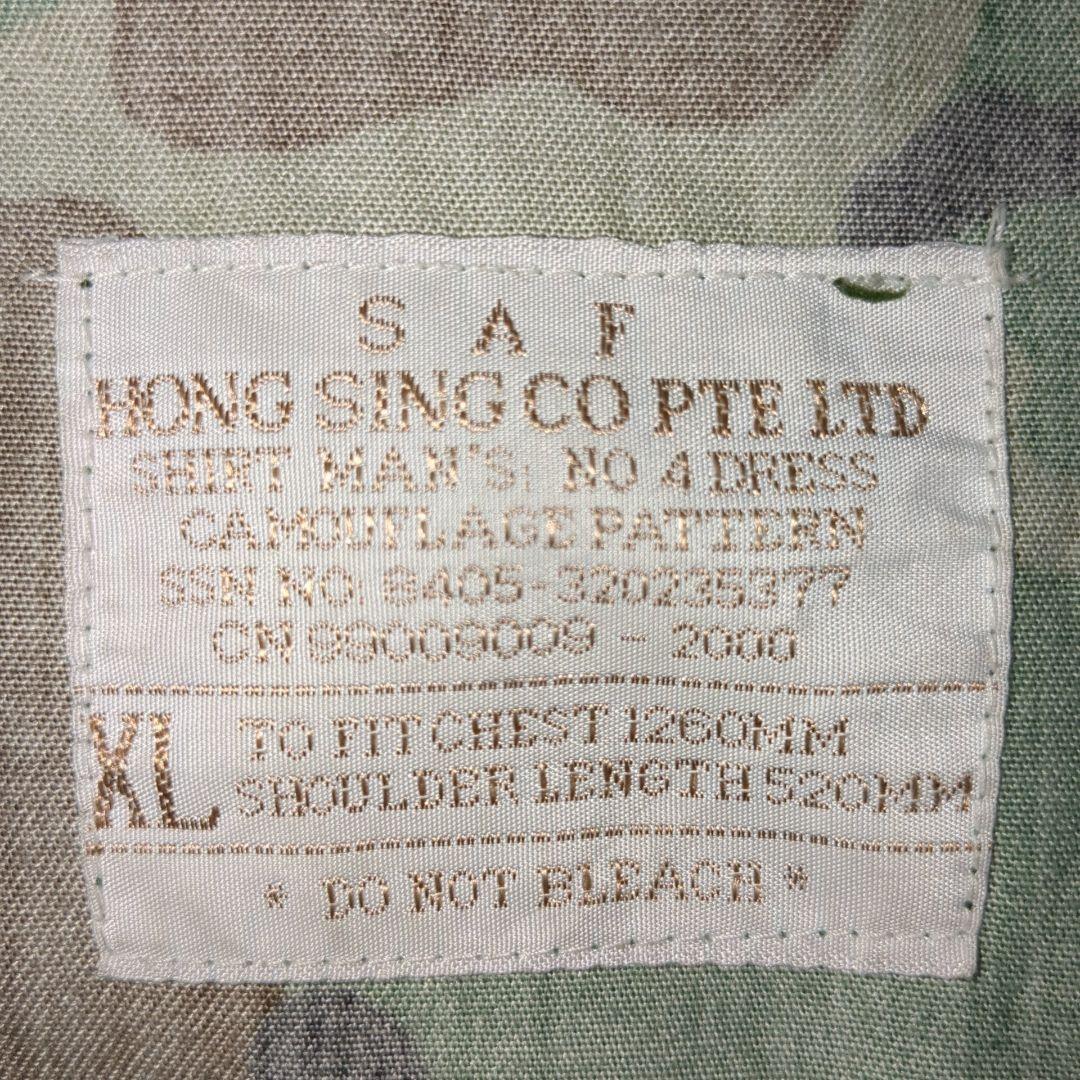 S A F
HONG SING CO PTE LTD
SHIRT MAN'S: NO 4 DRESS
CAMOUFLAGE PATTERN
SSN NO: 8405-320235377
CN 99009009 - 2000
XL TO FIT CHEST 1260MM
SHOULDER LENGTH 520MM
* DO NOT BLEACH *